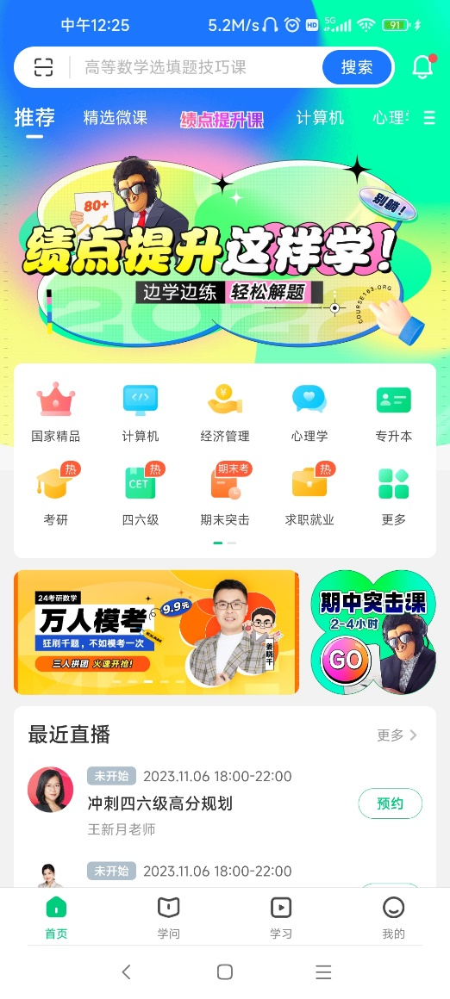 中午12:25
5.2M/s
HD
5G
91
高等数学选填题技巧课
搜索
推荐
精选微课
绩点提升课
计算机
心理学
80+
别躺！
绩点提升这样学！
边学边练 轻松解题
COURSE163.ORG
国家精品
计算机
经济管理
心理学
专升本
热
热
期末考
热
CET
考研
四六级
期末突击
求职就业
更多
24考研数学
万人模考
9.9元
狂刷千题，不如模考一次
三人拼团 火速开抢！
姜晓千
期中突击课
2-4小时
GO
最近直播
更多
未开始 2023.11.06 18:00-22:00
冲刺四六级高分规划
预约
王新月老师
未开始 2023.11.06 18:00-22:00
首页
学问
学习
我的